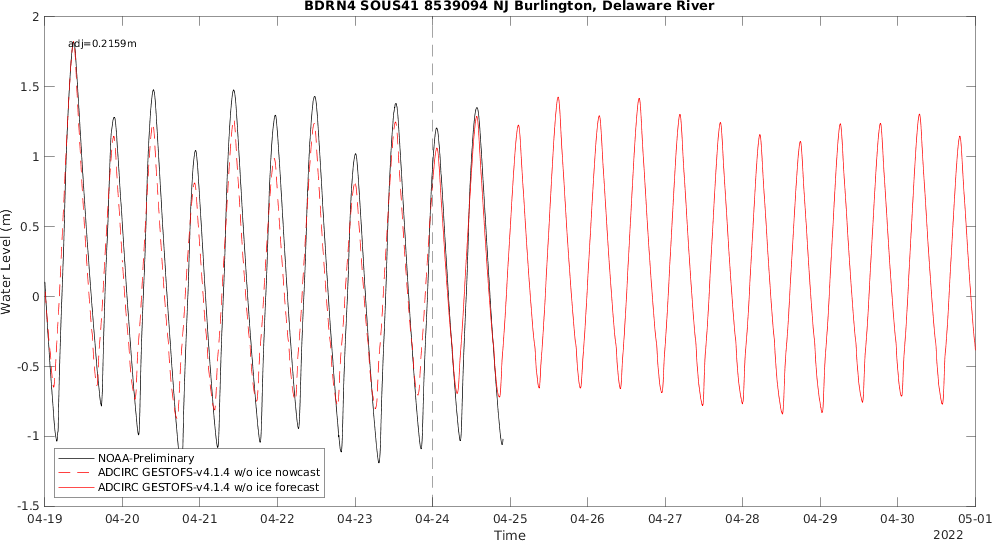 BDRN4 SOUS41 8539094 NJ Burlington, Delaware River
adj=0.2159m
2
1.5
1
0.5
0
-0.5
-1
-1.5
Water Level (m)
NOAA-Preliminary
ADCIRC GESTOFS-v4.1.4 w/o ice nowcast
ADCIRC GESTOFS-v4.1.4 w/o ice forecast
04-19 04-20 04-21 04-22 04-23 04-24 04-25 04-26 04-27 04-28 04-29 04-30 05-01
Time
2022